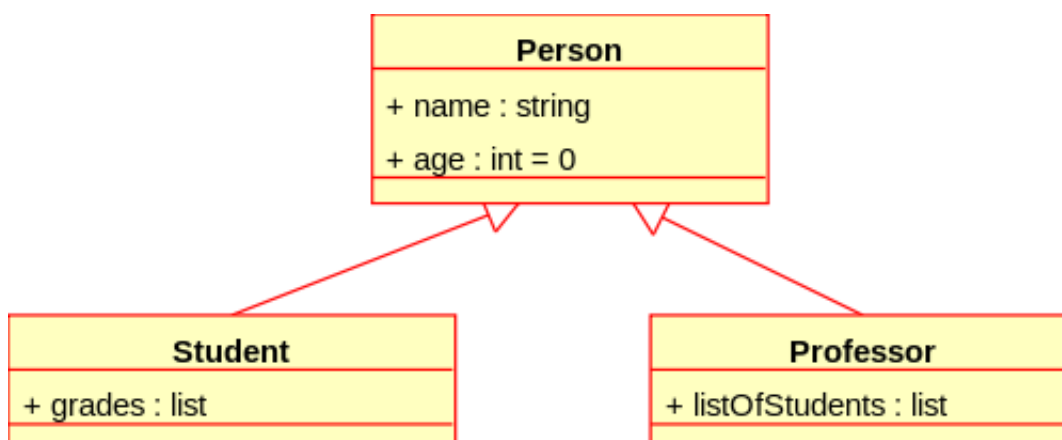 Person
+ name : string
+ age : int = 0
Student
+ grades : list
Professor
+ listOfStudents : list